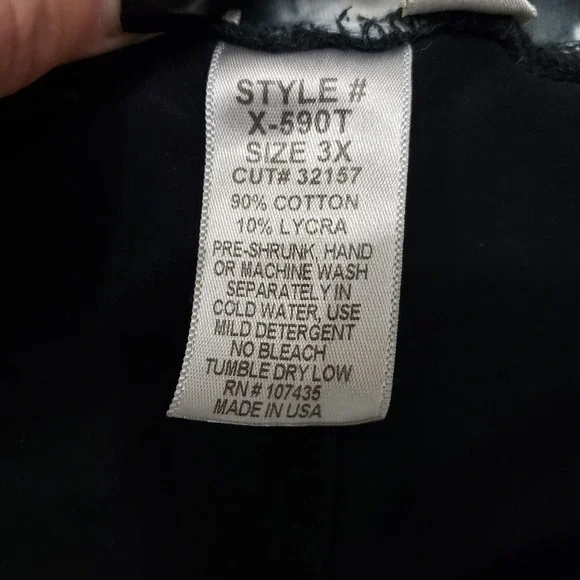 STYLE #
X-590T
SIZE 3X
CUT# 32157
90% COTTON
10% LYCRA
PRE-SHRUNK, HAND
OR MACHINE WASH
SEPARATELY IN
COLD WATER, USE
MILD DETERGENT
NO BLEACH
TUMBLE DRY LOW
RN # 107435
MADE IN USA